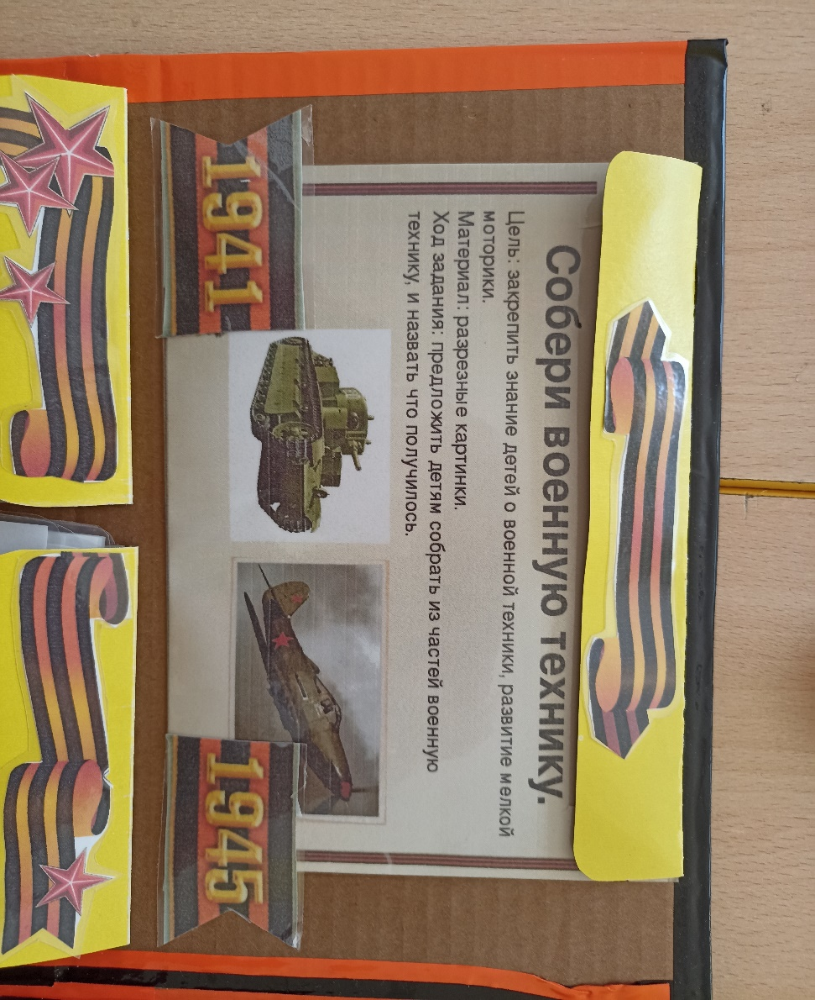 Собери военную технику.
Цель: закрепить знание детей о военной техники, развитие мелкой
моторики.
Материал: разрезные картинки.
Ход задания: предложить детям собрать из частей военную
технику, и назвать что получилось.
1941
1945